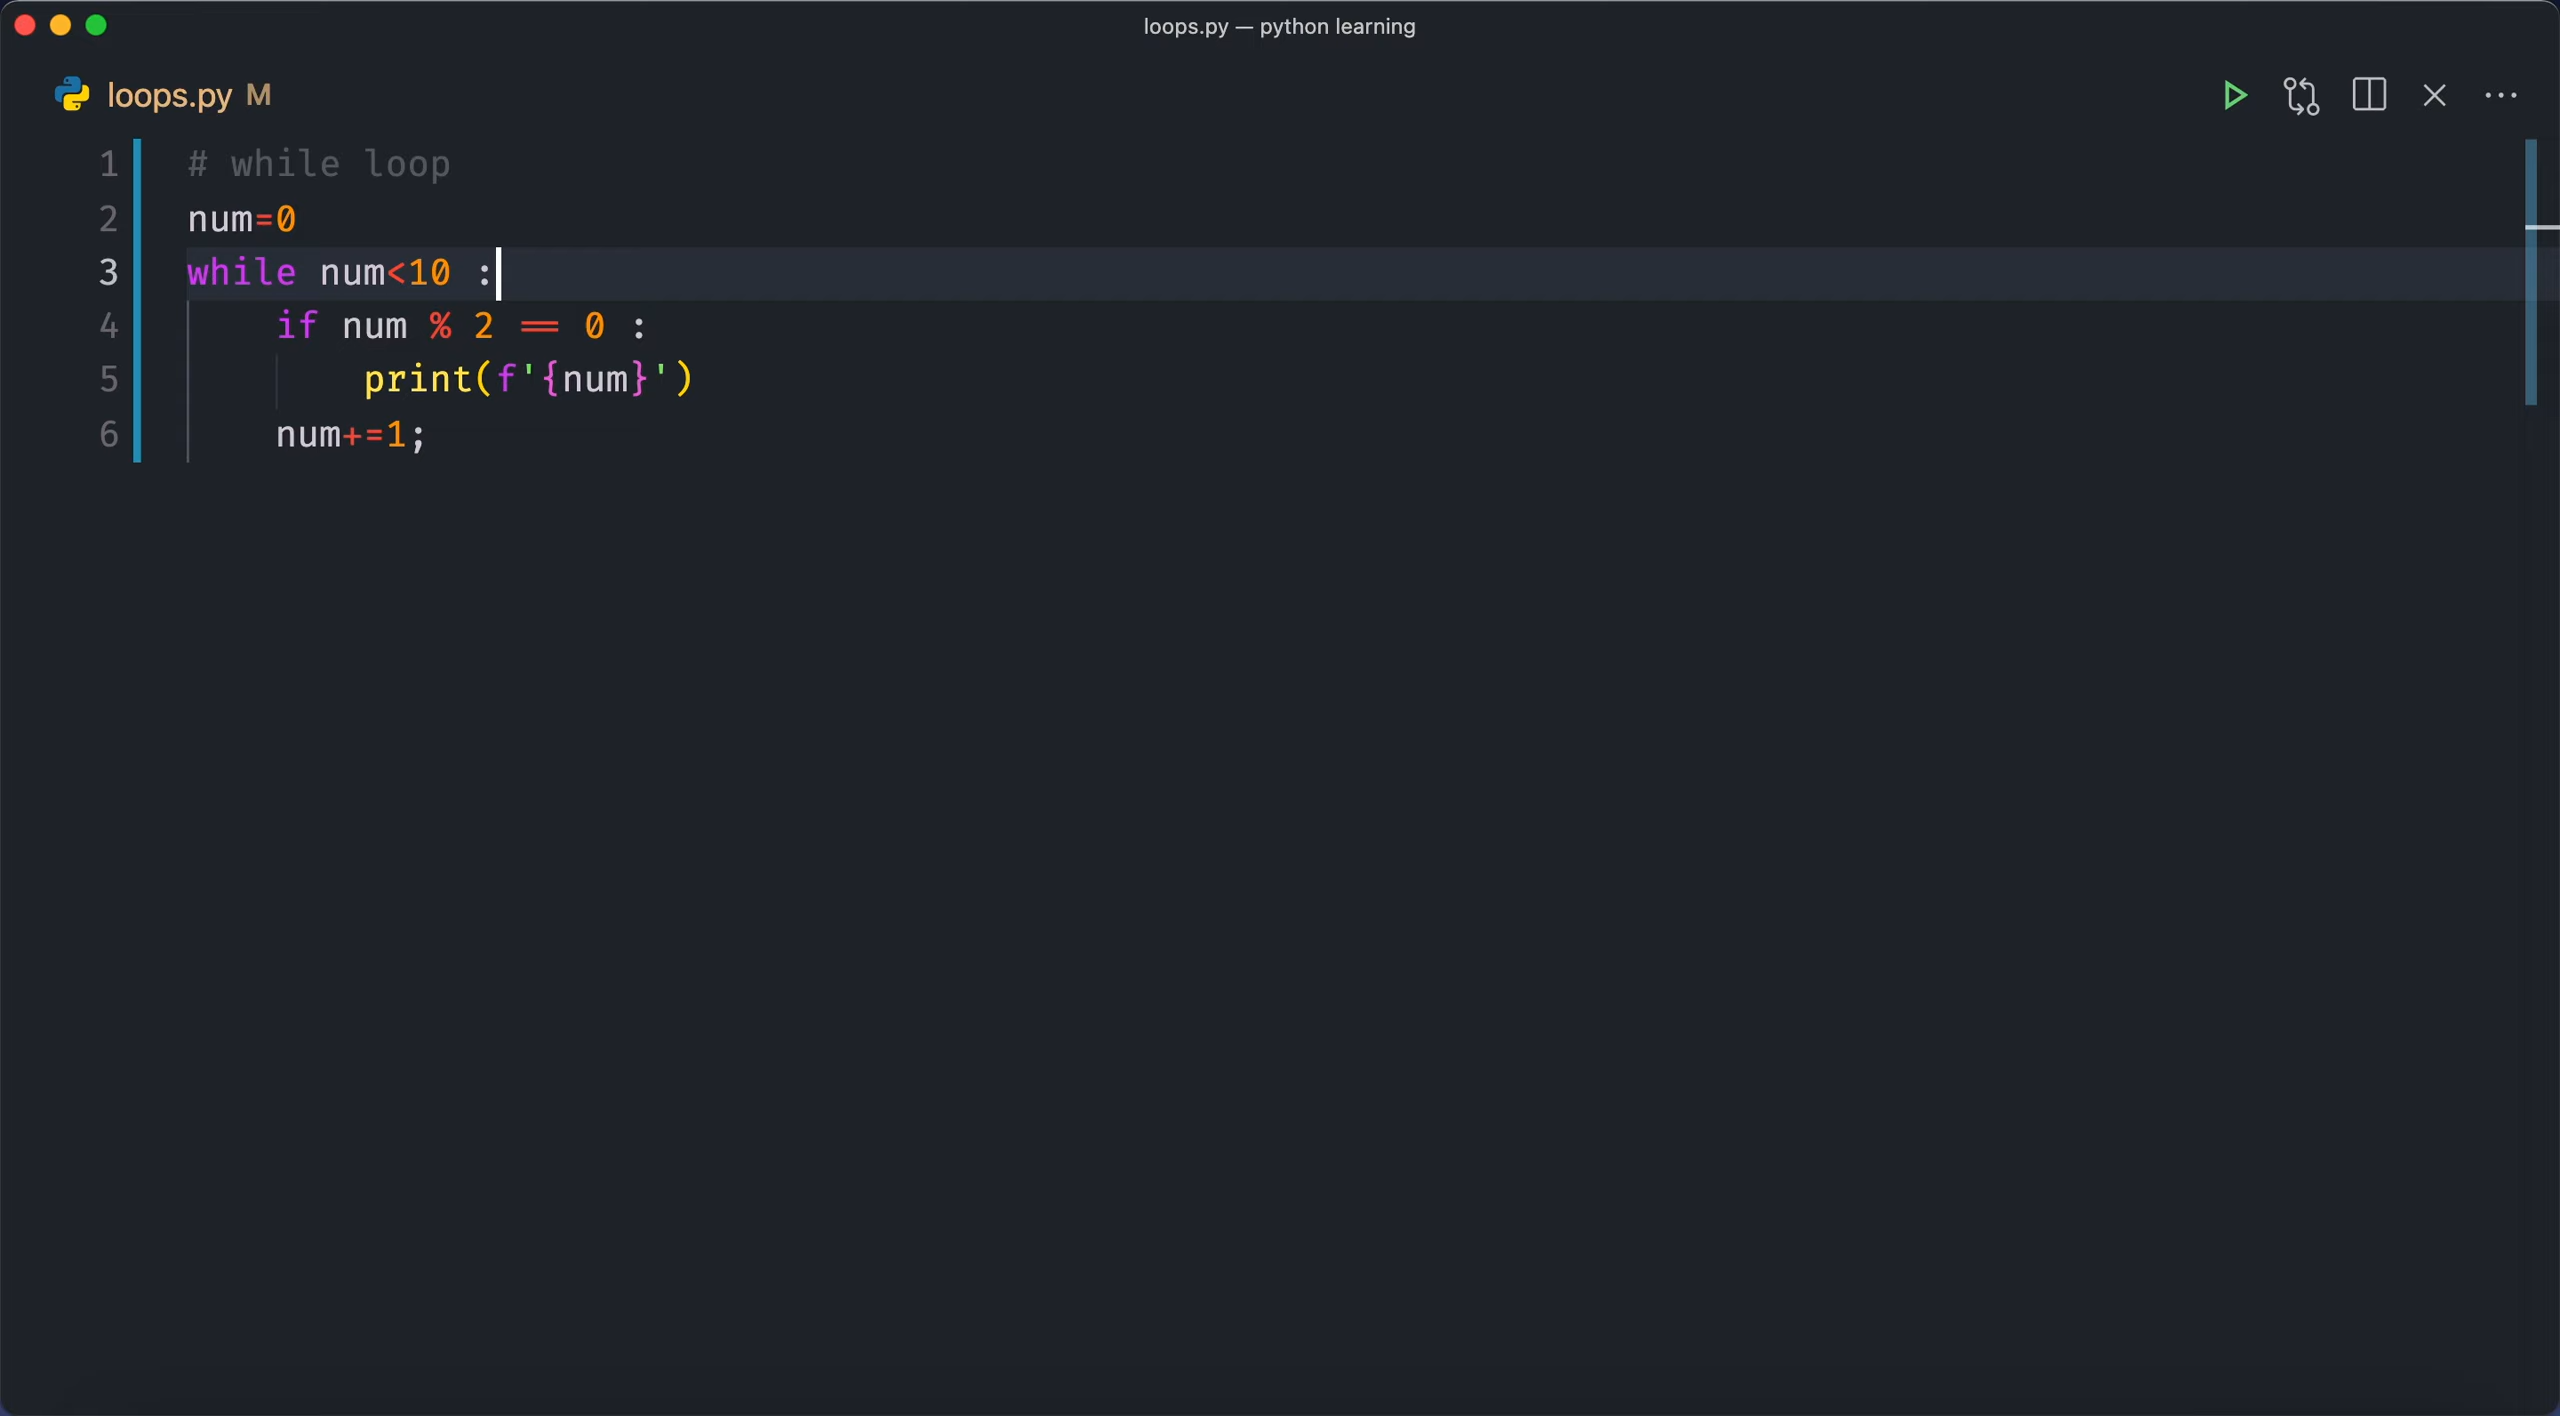 loops.py — python learning
loops.py M
1 # while loop
2 num=0
3 while num<10 :
4     if num % 2 == 0 :
5         print(f'{num}')
6     num+=1;